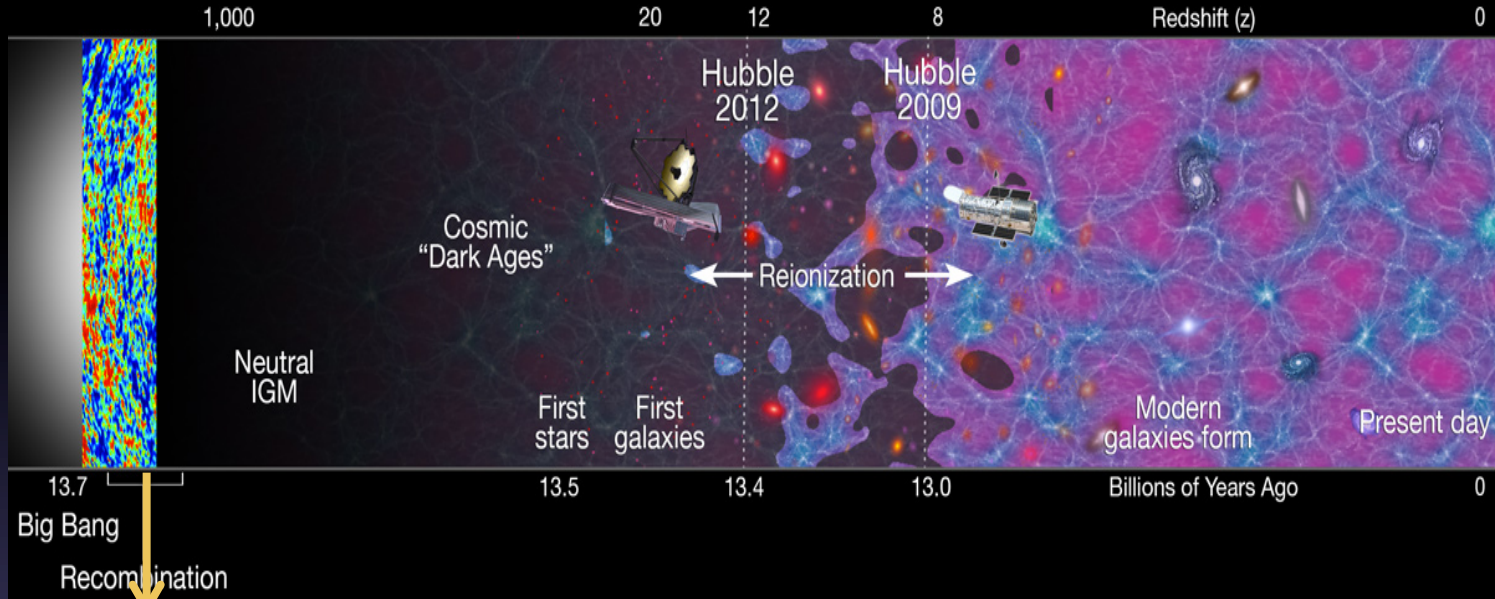 1,000 20 12 8 Redshift (z) 0
Hubble
2012
Hubble
2009
Cosmic
“Dark Ages”
Reionization
Neutral
IGM
First
stars
First
galaxies
Modern
galaxies form
Present day
13.7 13.5 13.4 13.0 Billions of Years Ago 0
Big Bang
Recombination